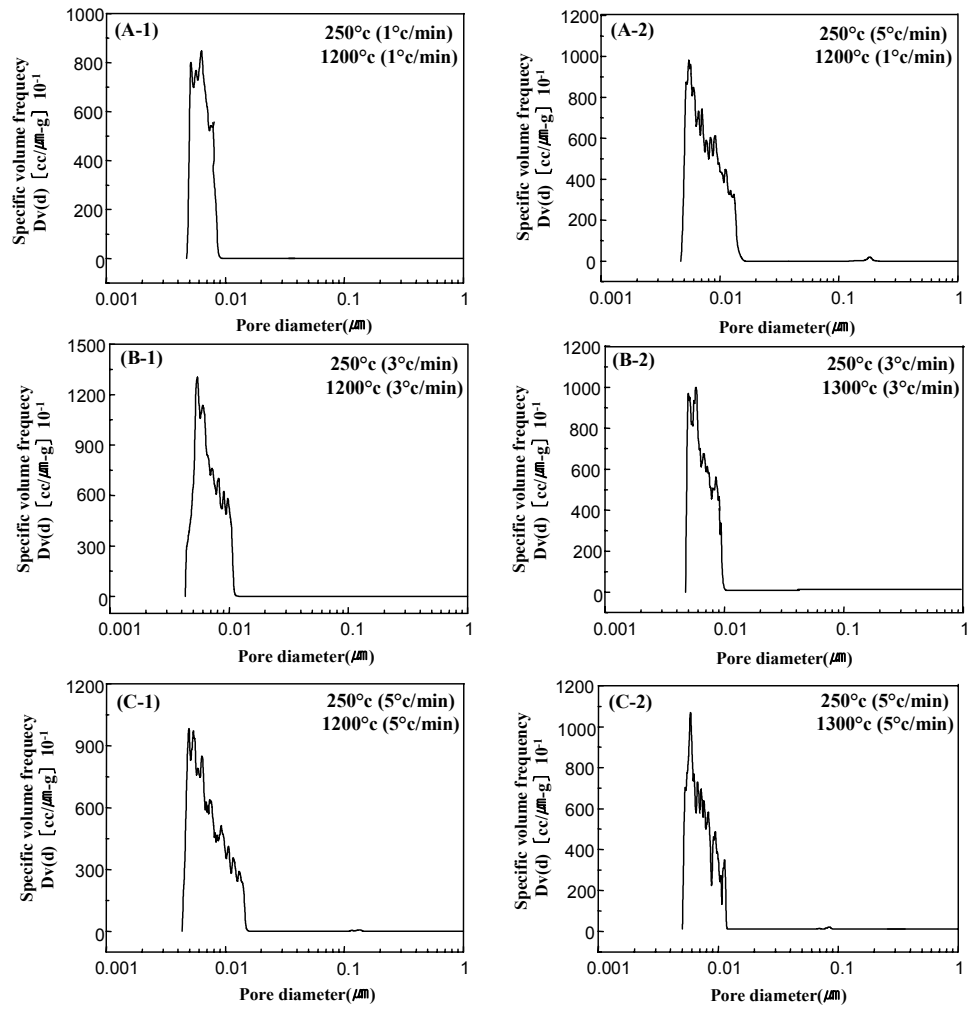 (A-1)
250°c (1°c/min)
1200°c (1°c/min)
Specific volume frequecy
Dv(d) [cc/㎛-g] 10⁻¹
1000
800
600
400
200
0
0.001
0.01
0.1
1
Pore diameter(㎛)
(A-2)
250°c (5°c/min)
1200°c (1°c/min)
Specific volume frequecy
Dv(d) [cc/㎛-g] 10⁻¹
1200
1000
800
600
400
200
0
0.001
0.01
0.1
1
Pore diameter(㎛)
(B-1)
250°c (3°c/min)
1200°c (3°c/min)
Specific volume frequecy
Dv(d) [cc/㎛-g] 10⁻¹
1500
1200
900
600
300
0
0.001
0.01
0.1
1
Pore diameter(㎛)
(B-2)
250°c (3°c/min)
1300°c (3°c/min)
Specific volume frequecy
Dv(d) [cc/㎛-g] 10⁻¹
1200
1000
800
600
400
200
0
0.001
0.01
0.1
1
Pore diameter(㎛)
(C-1)
250°c (5°c/min)
1200°c (5°c/min)
Specific volume frequecy
Dv(d) [cc/㎛-g] 10⁻¹
1200
900
600
300
0
0.001
0.01
0.1
1
Pore diameter(㎛)
(C-2)
250°c (5°c/min)
1300°c (5°c/min)
Specific volume frequency
Dv(d) [cc/㎛-g] 10⁻¹
1200
1000
800
600
400
200
0
0.001
0.01
0.1
1
Pore diameter(㎛)